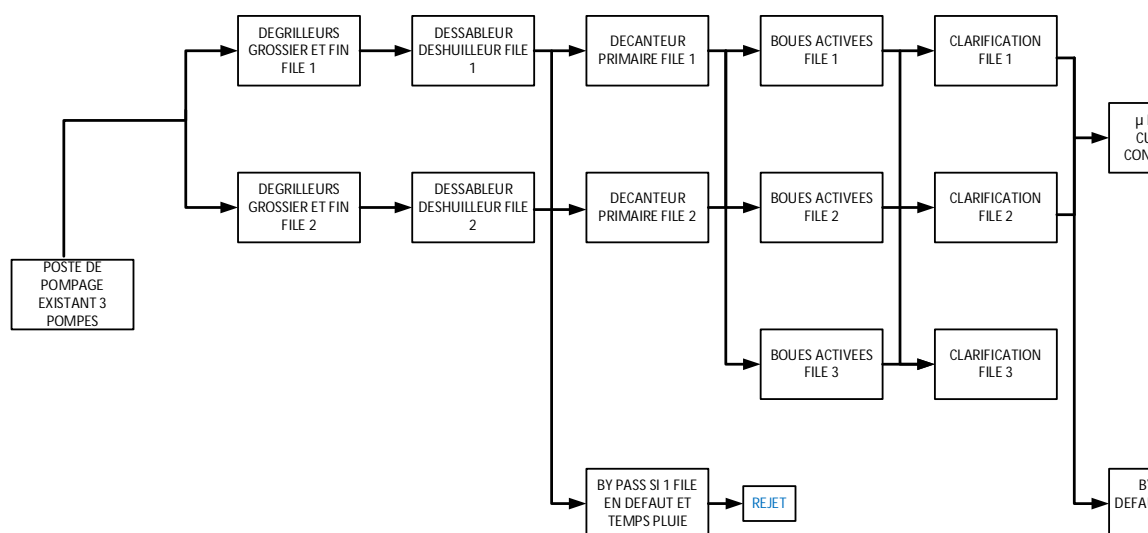 DEGRILLEURS
GROSSIER ET FIN
FILE 1
DESSABLEUR
DESHUILLEUR FILE
1
DECANTEUR
PRIMAIRE FILE 1
BOUES ACTIVEES
FILE 1
CLARIFICATION
FILE 1
µ
DEGRILLEURS
GROSSIER ET FIN
FILE 2
DESSABLEUR
DESHUILLEUR FILE
2
DECANTEUR
PRIMAIRE FILE 2
BOUES ACTIVEES
FILE 2
CLARIFICATION
FILE 2
POSTE DE
POMPAGE
EXISTANT 3
POMPES
BOUES ACTIVEES
FILE 3
CLARIFICATION
FILE 3
BY PASS SI 1 FILE
EN DEFAUT ET
TEMPS PLUIE
REJET